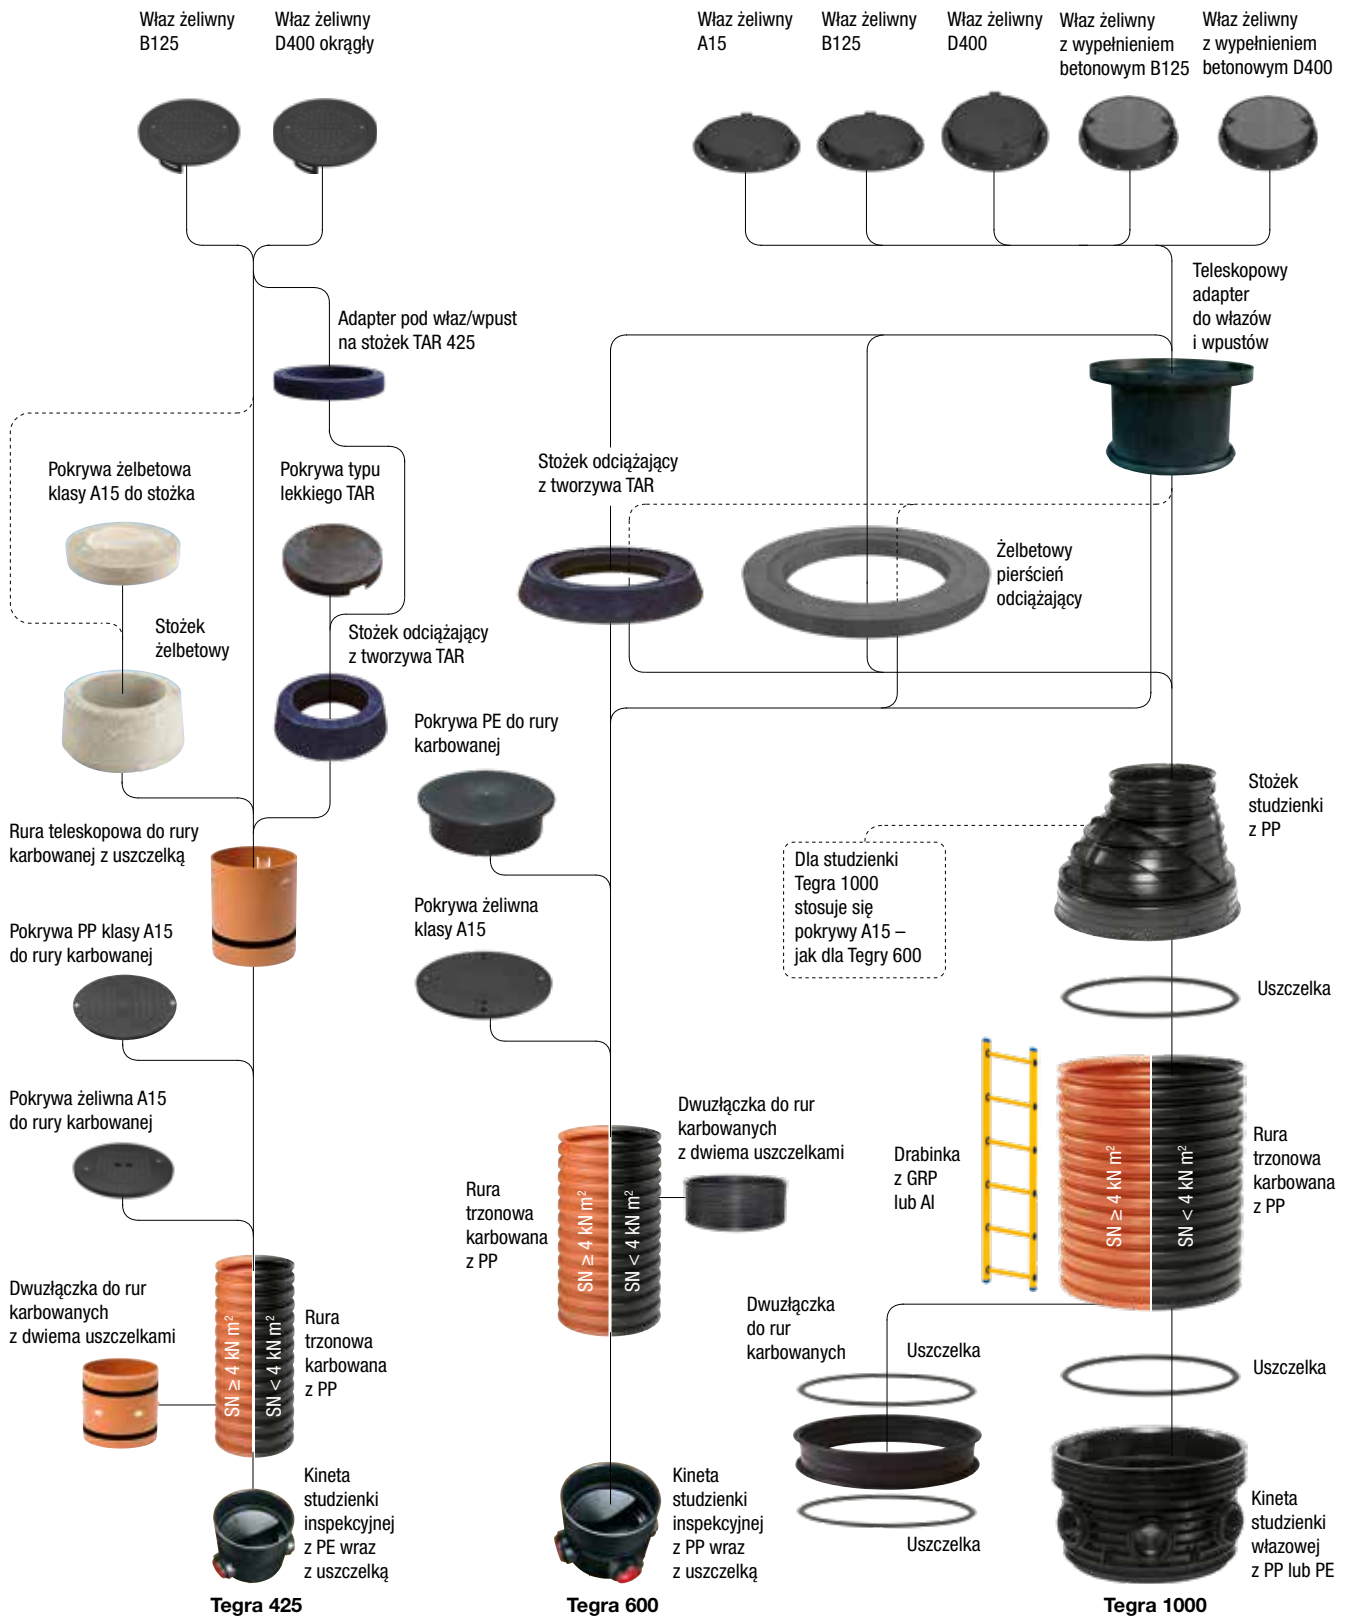 Właz żeliwny
B125
Właz żeliwny
D400 okrągły
Właz żeliwny
A15
Właz żeliwny
B125
Właz żeliwny
D400
Właz żeliwny
z wypełnieniem
betonowym B125
Właz żeliwny
z wypełnieniem
betonowym D400
Teleskopowy
adapter
do włazów
i wpustów
Adapter pod właz/wpust
na stożek TAR 425
Pokrywa żelbetowa
klasy A15 do stożka
Pokrywa typu
lekkiego TAR
Stożek odciążający
z tworzywa TAR
Żelbetowy
pierścień
odciążający
Stożek
żelbetowy
Stożek odciążający
z tworzywa TAR
Pokrywa PE do rury
karbowanej
Stożek
studzienki
z PP
Rura teleskopowa do rury
karbowanej z uszczelką
Dla studzienki
Tegra 1000
stosuje się
pokrywy A15 –
jak dla Tegry 600
Pokrywa żeliwna
klasy A15
Pokrywa PP klasy A15
do rury karbowanej
Uszczelka
Pokrywa żeliwna A15
do rury karbowanej
Dwuzłączka do rur
karbowanych
z dwiema uszczelkami
Drabinka
z GRP
lub Al
SN ≥ 4 kN m²
SN < 4 kN m²
Rura
trzonowa
karbowana
z PP
Rura
trzonowa
karbowana
z PP
SN ≥ 4 kN m²
SN < 4 kN m²
Dwuzłączka do rur
karbowanych
z dwiema uszczelkami
SN ≥ 4 kN m²
SN < 4 kN m²
Rura
trzonowa
karbowana
z PP
Dwuzłączka
do rur
karbowanych
Uszczelka
Uszczelka
Kineta
studzienki
inspekcyjnej
z PE wraz
z uszczelką
Kineta
studzienki
inspekcyjnej
z PP wraz
z uszczelką
Uszczelka
Kineta
studzienki
włazowej
z PP lub PE
Tegra 425
Tegra 600
Tegra 1000